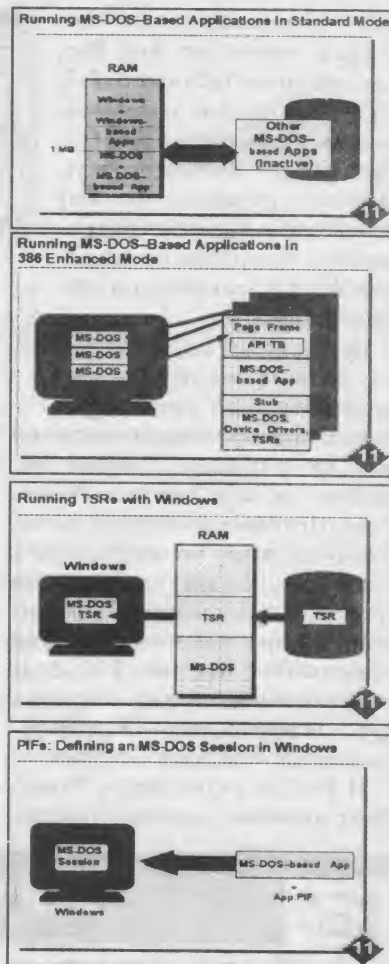 Running MS-DOS–Based Applications in Standard Mode
RAM
Windows
+
Windows-
based
Apps
1 MB
MS-DOS
+
MS-DOS–
based App
Other
MS-DOS–
based Apps
(Inactive)
11
Running MS-DOS–Based Applications in
386 Enhanced Mode
MS-DOS
MS-DOS
MS-DOS
Page Frame
API TB
MS-DOS–
based App
Stub
MS-DOS,
Device Drivers,
TSRs
11
Running TSRs with Windows
RAM
Windows
MS-DOS
TSR
TSR
TSR
MS-DOS
11
PIFs: Defining an MS-DOS Session in Windows
MS-DOS
Session
MS-DOS–based App
+
App.PIF
Windows
11